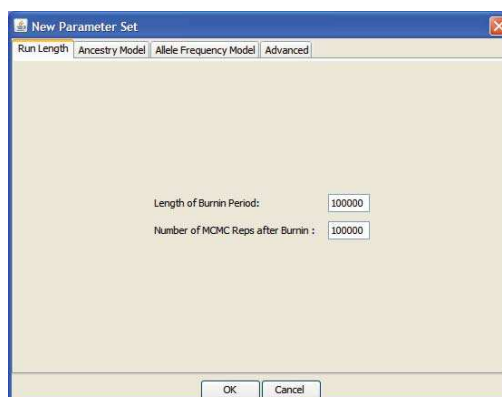 New Parameter Set
Run Length Ancestry Model Allele Frequency Model Advanced
Length of Burnin Period: 100000
Number of MCMC Reps after Burnin : 100000
OK Cancel